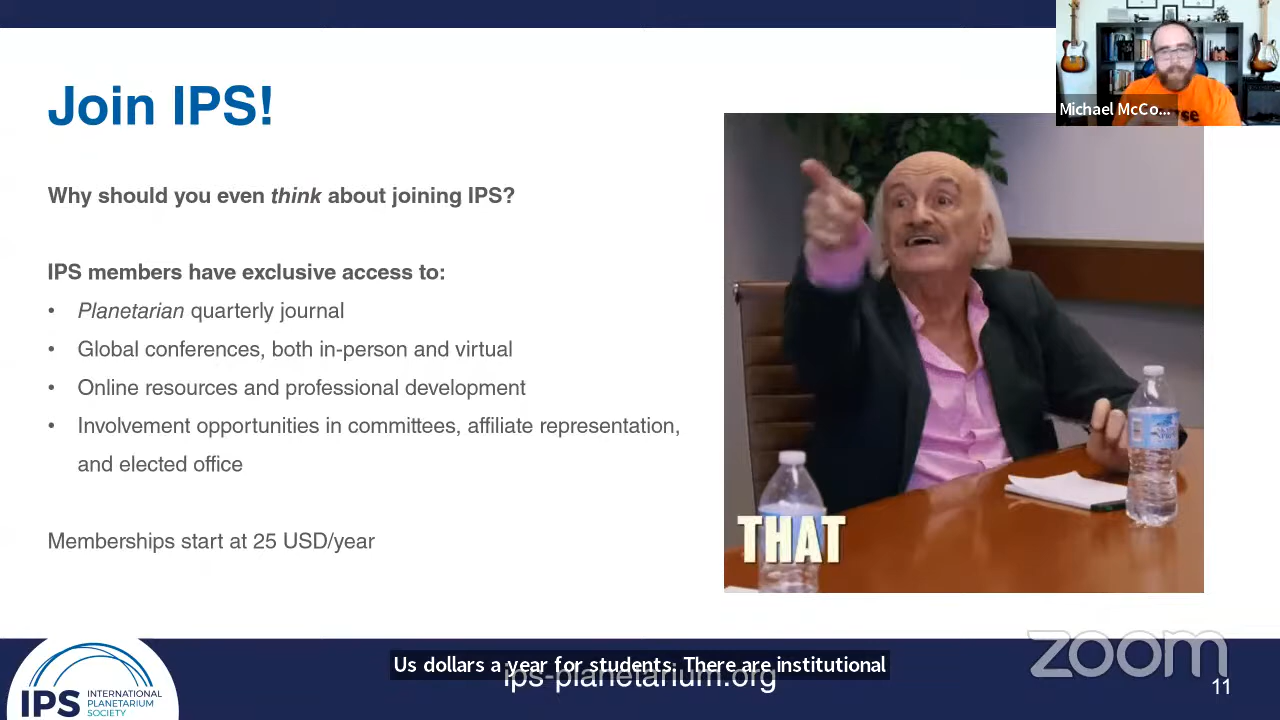 Join IPS!
Michael McCo...
Why should you even think about joining IPS?
IPS members have exclusive access to:
• Planetarian quarterly journal
• Global conferences, both in-person and virtual
• Online resources and professional development
• Involvement opportunities in committees, affiliate representation,
and elected office
Memberships start at 25 USD/year
THAT
Us dollars a year for students. There are institutional
ips-planetarium.org
zoom
11
IPS
INTERNATIONAL
PLANETARIUM
SOCIETY